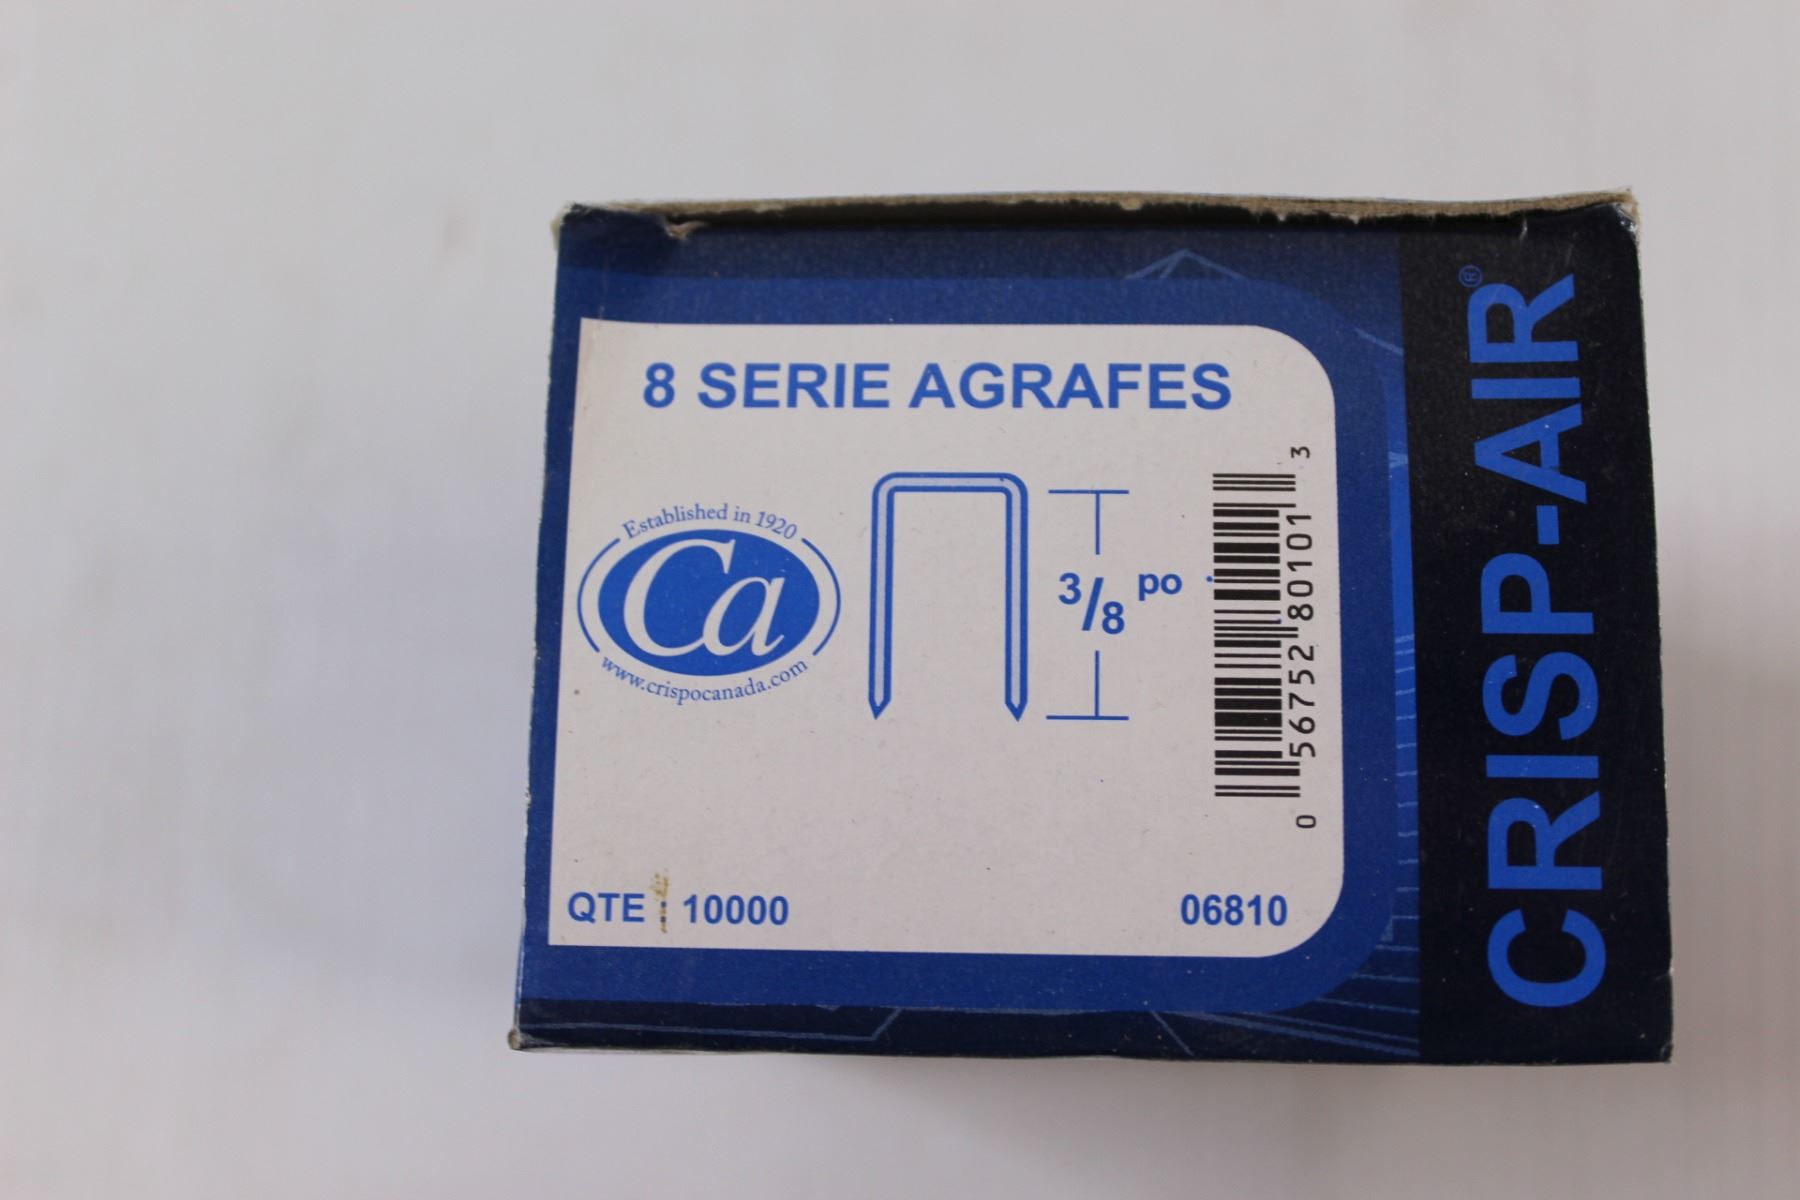 8 SERIE AGRAFES
Established in 1920
Ca
www.crispocanada.com
3/8 po
0 56752 80101 3
QTE : 10000
06810
CRISP-AIR®